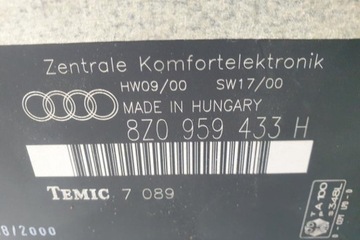 Zentrale Komfortelektronik
HW09/00 SW17/00
MADE IN HUNGARY
8Z0 959 433 H
TEMIC 7 089
8/2000